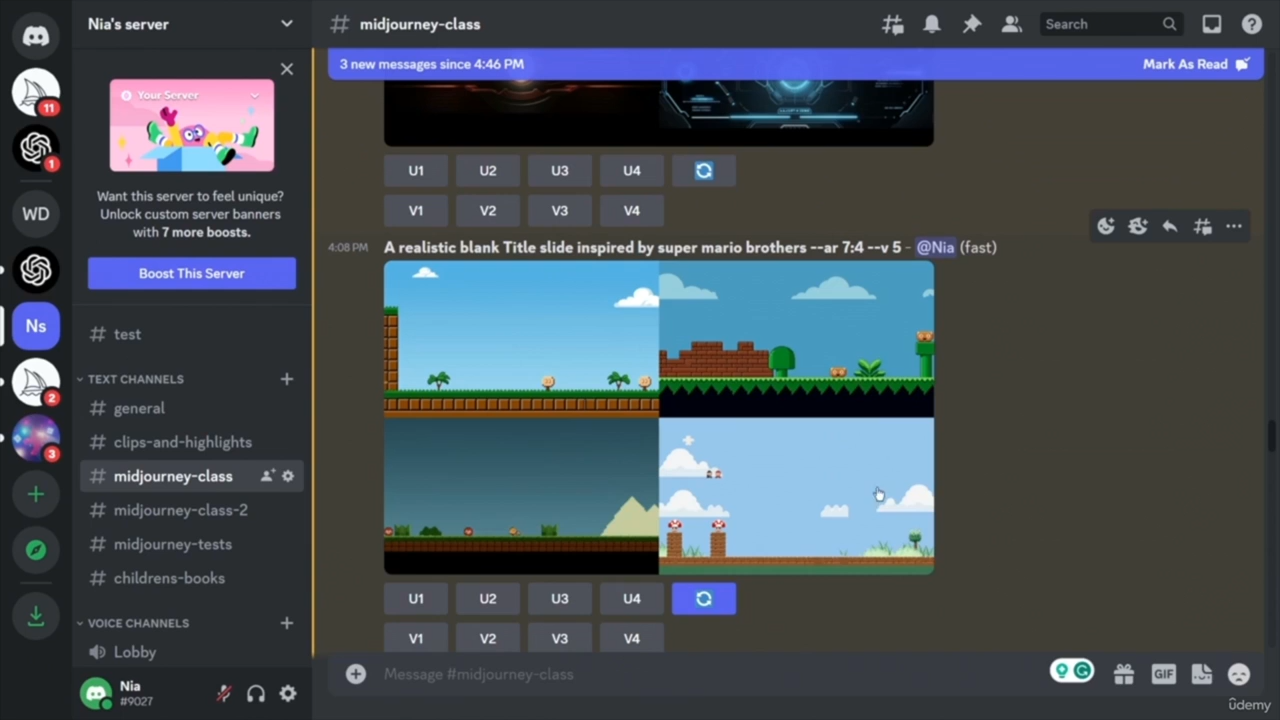 Nia's server
midjourney-class
Search
3 new messages since 4:46 PM
Mark As Read
11
1
WD
Ns
2
3
Your Server
Want this server to feel unique?
Unlock custom server banners
with 7 more boosts.
Boost This Server
test
TEXT CHANNELS
general
clips-and-highlights
midjourney-class
midjourney-class-2
midjourney-tests
childrens-books
VOICE CHANNELS
Lobby
Nia
#9027
U1 U2 U3 U4
V1 V2 V3 V4
4:08 PM A realistic blank Title slide inspired by super mario brothers --ar 7:4 --v 5 - @Nia (fast)
U1 U2 U3 U4
V1 V2 V3 V4
Message #midjourney-class
GIF
ûdemy